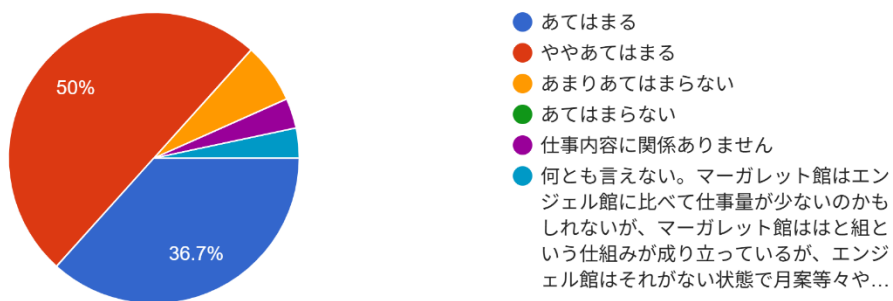 50%
36.7%
あてはまる
ややあてはまる
あまりあてはまらない
あてはまらない
仕事内容に関係ありません
何とも言えない。マーガレット館はエン
ジェル館に比べて仕事量が少ないのかも
しれないが、マーガレット館ははと組と
いう仕組みが成り立っているが、エンジ
ェル館はそれがない状態で月案等々や…